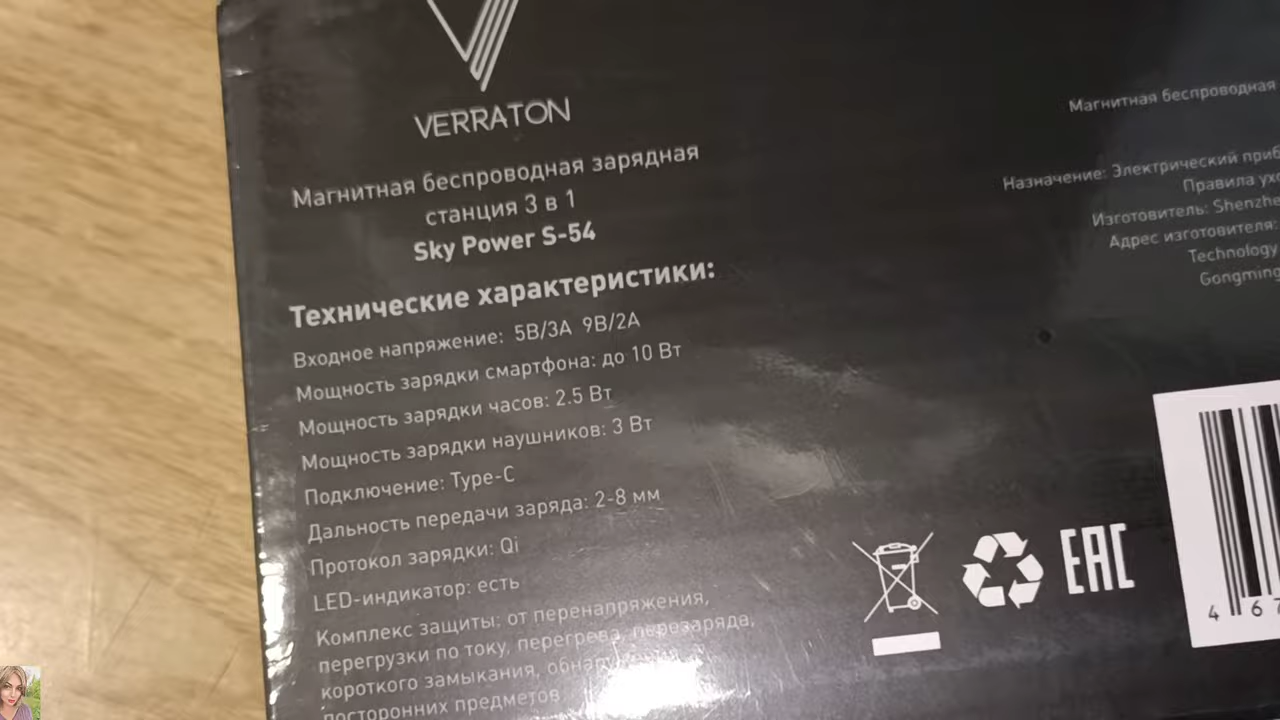 VERRATON
Магнитная беспроводная зарядная
станция 3 в 1
Sky Power S-54
Технические характеристики:
Входное напряжение: 5В/3А 9В/2А
Мощность зарядки смартфона: до 10 Вт
Мощность зарядки часов: 2.5 Вт
Мощность зарядки наушников: 3 Вт
Подключение: Type-C
Дальность передачи заряда: 2-8 мм
Протокол зарядки: Qi
LED-индикатор: есть
Комплекс защиты: от перенапряжения,
перегрузки по току, перегрева, перезаряда,
короткого замыкания,
посторонних предметов.
Магнитная беспроводная
Назначение: Электрический
Правила
Изготовитель:
Адрес изготовителя:
Technology
Gongming
EAC
4 67